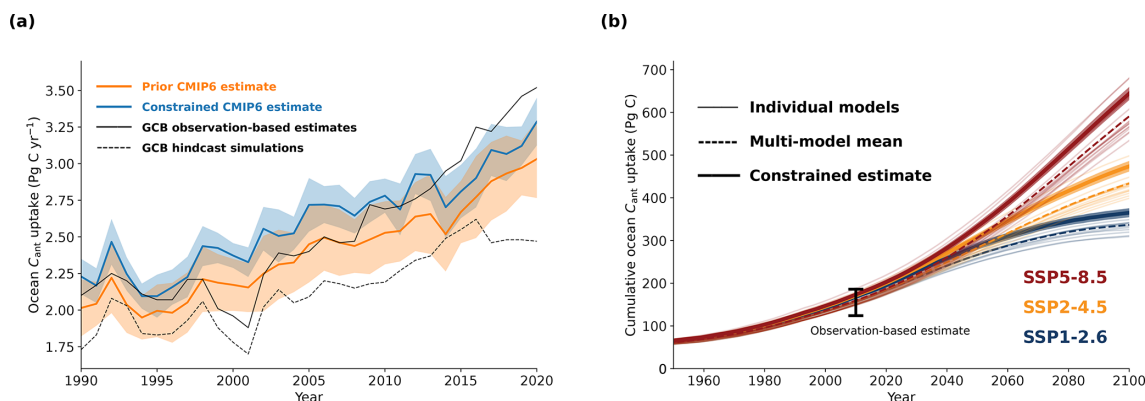 (a)
Ocean Cant uptake (Pg C yr−1)
3.50
3.25
3.00
2.75
2.50
2.25
2.00
1.75
Prior CMIP6 estimate
Constrained CMIP6 estimate
GCB observation-based estimates
GCB hindcast simulations
1990
1995
2000
2005
2010
2015
2020
Year
(b)
Cumulative ocean Cant uptake (Pg C)
700
600
500
400
300
200
100
0
Individual models
Multi-model mean
Constrained estimate
Observation-based estimate
SSP5-8.5
SSP2-4.5
SSP1-2.6
1960
1980
2000
2020
2040
2060
2080
2100
Year